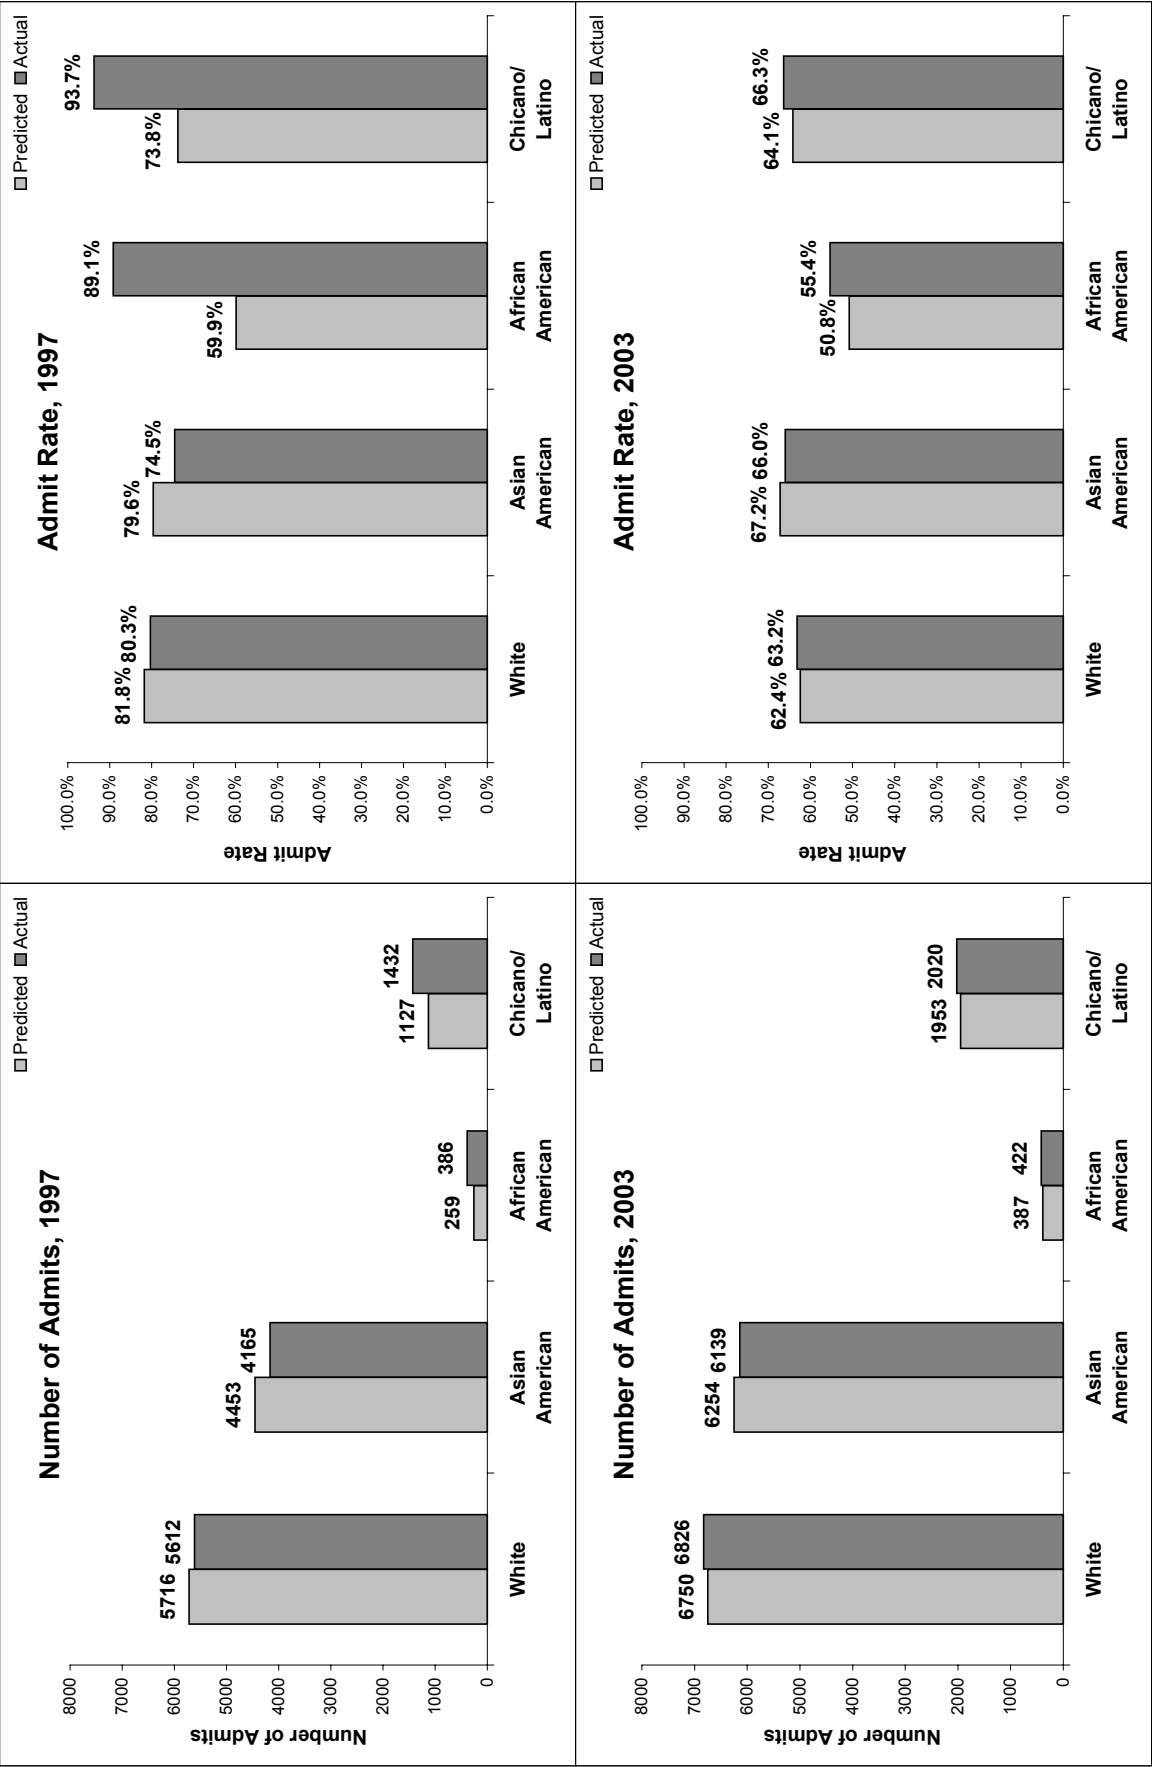 Number of Admits, 1997
Predicted Actual
Number of Admits
8000
7000
6000
5000
4000
3000
2000
1000
0
5716 5612
4453 4165
259 386
1127 1432
White
Asian American
African American
Chicano/ Latino
Admit Rate, 1997
Predicted Actual
Admit Rate
100.0%
90.0%
80.0%
70.0%
60.0%
50.0%
40.0%
30.0%
20.0%
10.0%
0.0%
81.8% 80.3%
79.6% 74.5%
59.9% 89.1%
73.8% 93.7%
White
Asian American
African American
Chicano/ Latino
Number of Admits, 2003
Predicted Actual
Number of Admits
8000
7000
6000
5000
4000
3000
2000
1000
0
6750 6826
6254 6139
387 422
1953 2020
White
Asian American
African American
Chicano/ Latino
Admit Rate, 2003
Predicted Actual
Admit Rate
100.0%
90.0%
80.0%
70.0%
60.0%
50.0%
40.0%
30.0%
20.0%
10.0%
0.0%
62.4% 63.2%
67.2% 66.0%
50.8% 55.4%
64.1% 66.3%
White
Asian American
African American
Chicano/ Latino